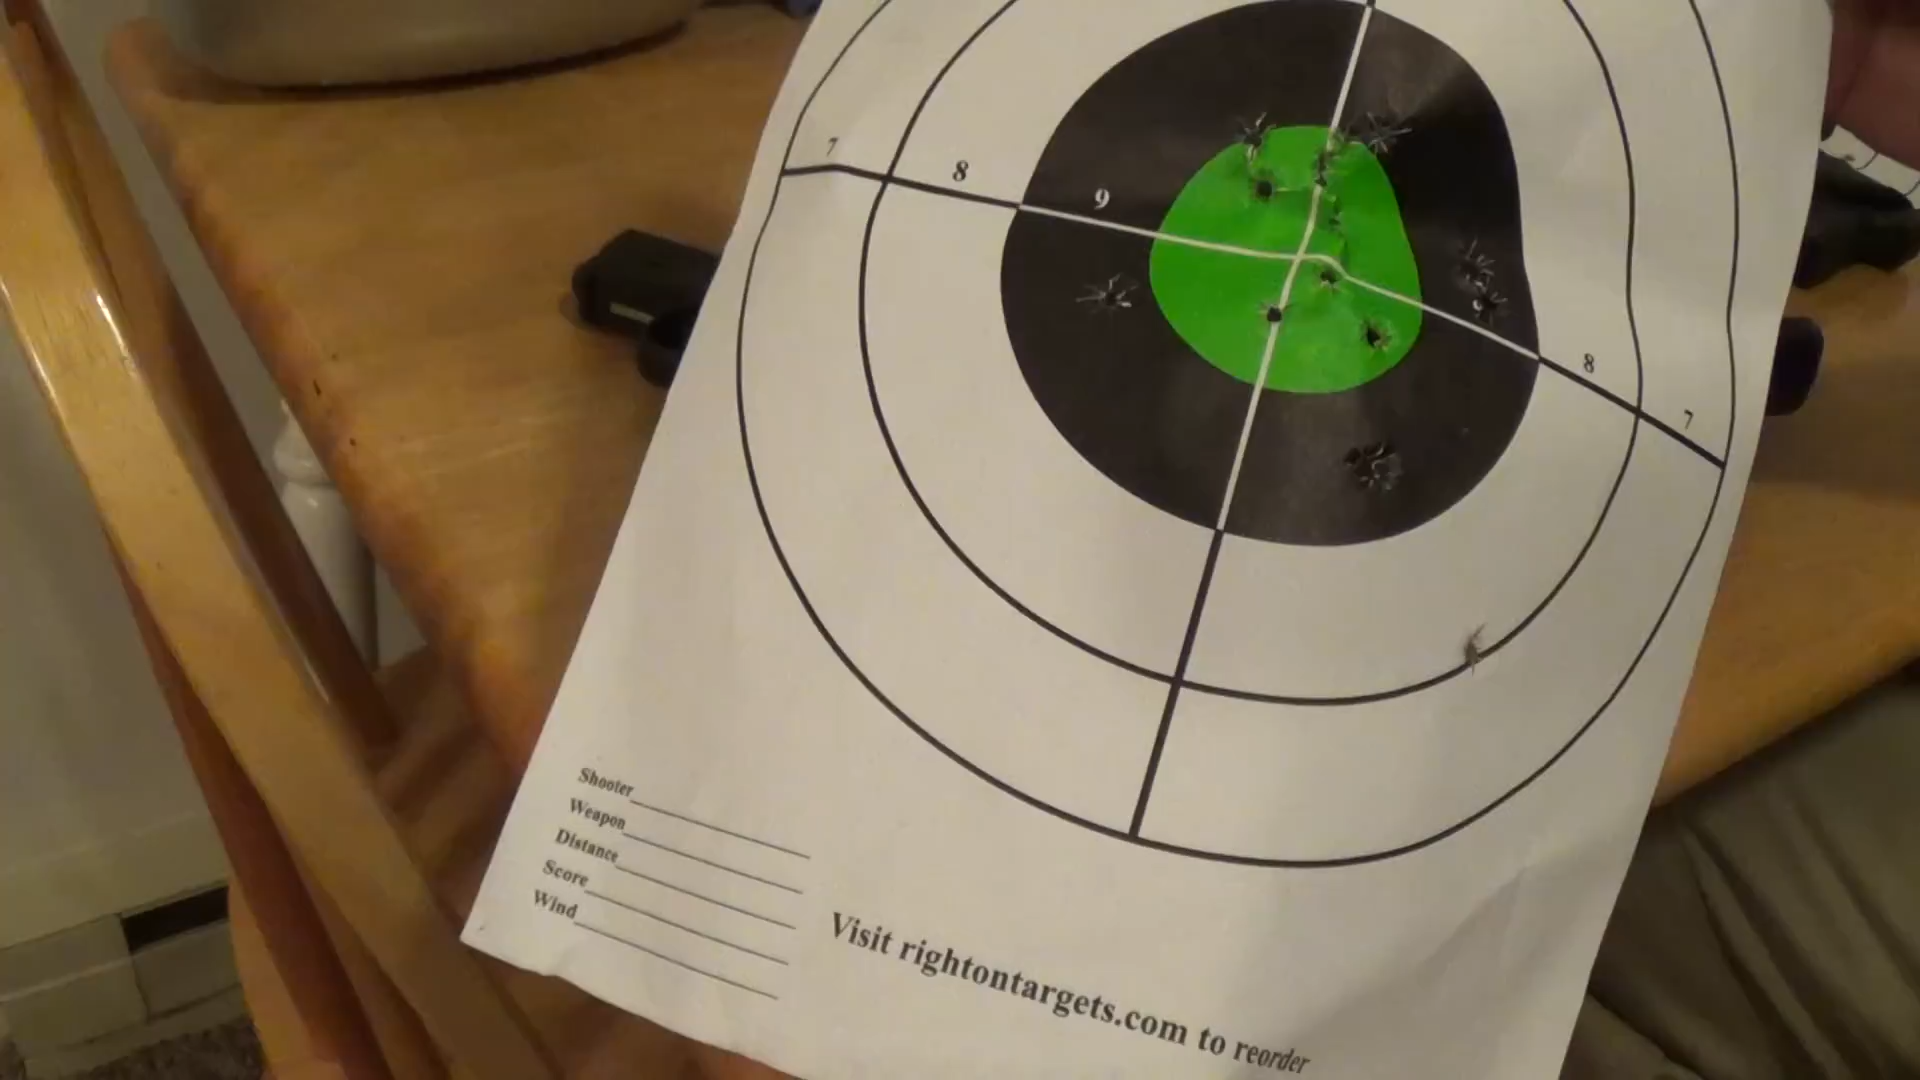 7 8 9
8 7
Shooter
Weapon
Distance
Score
Wind
Visit rightontargets.com to reorder